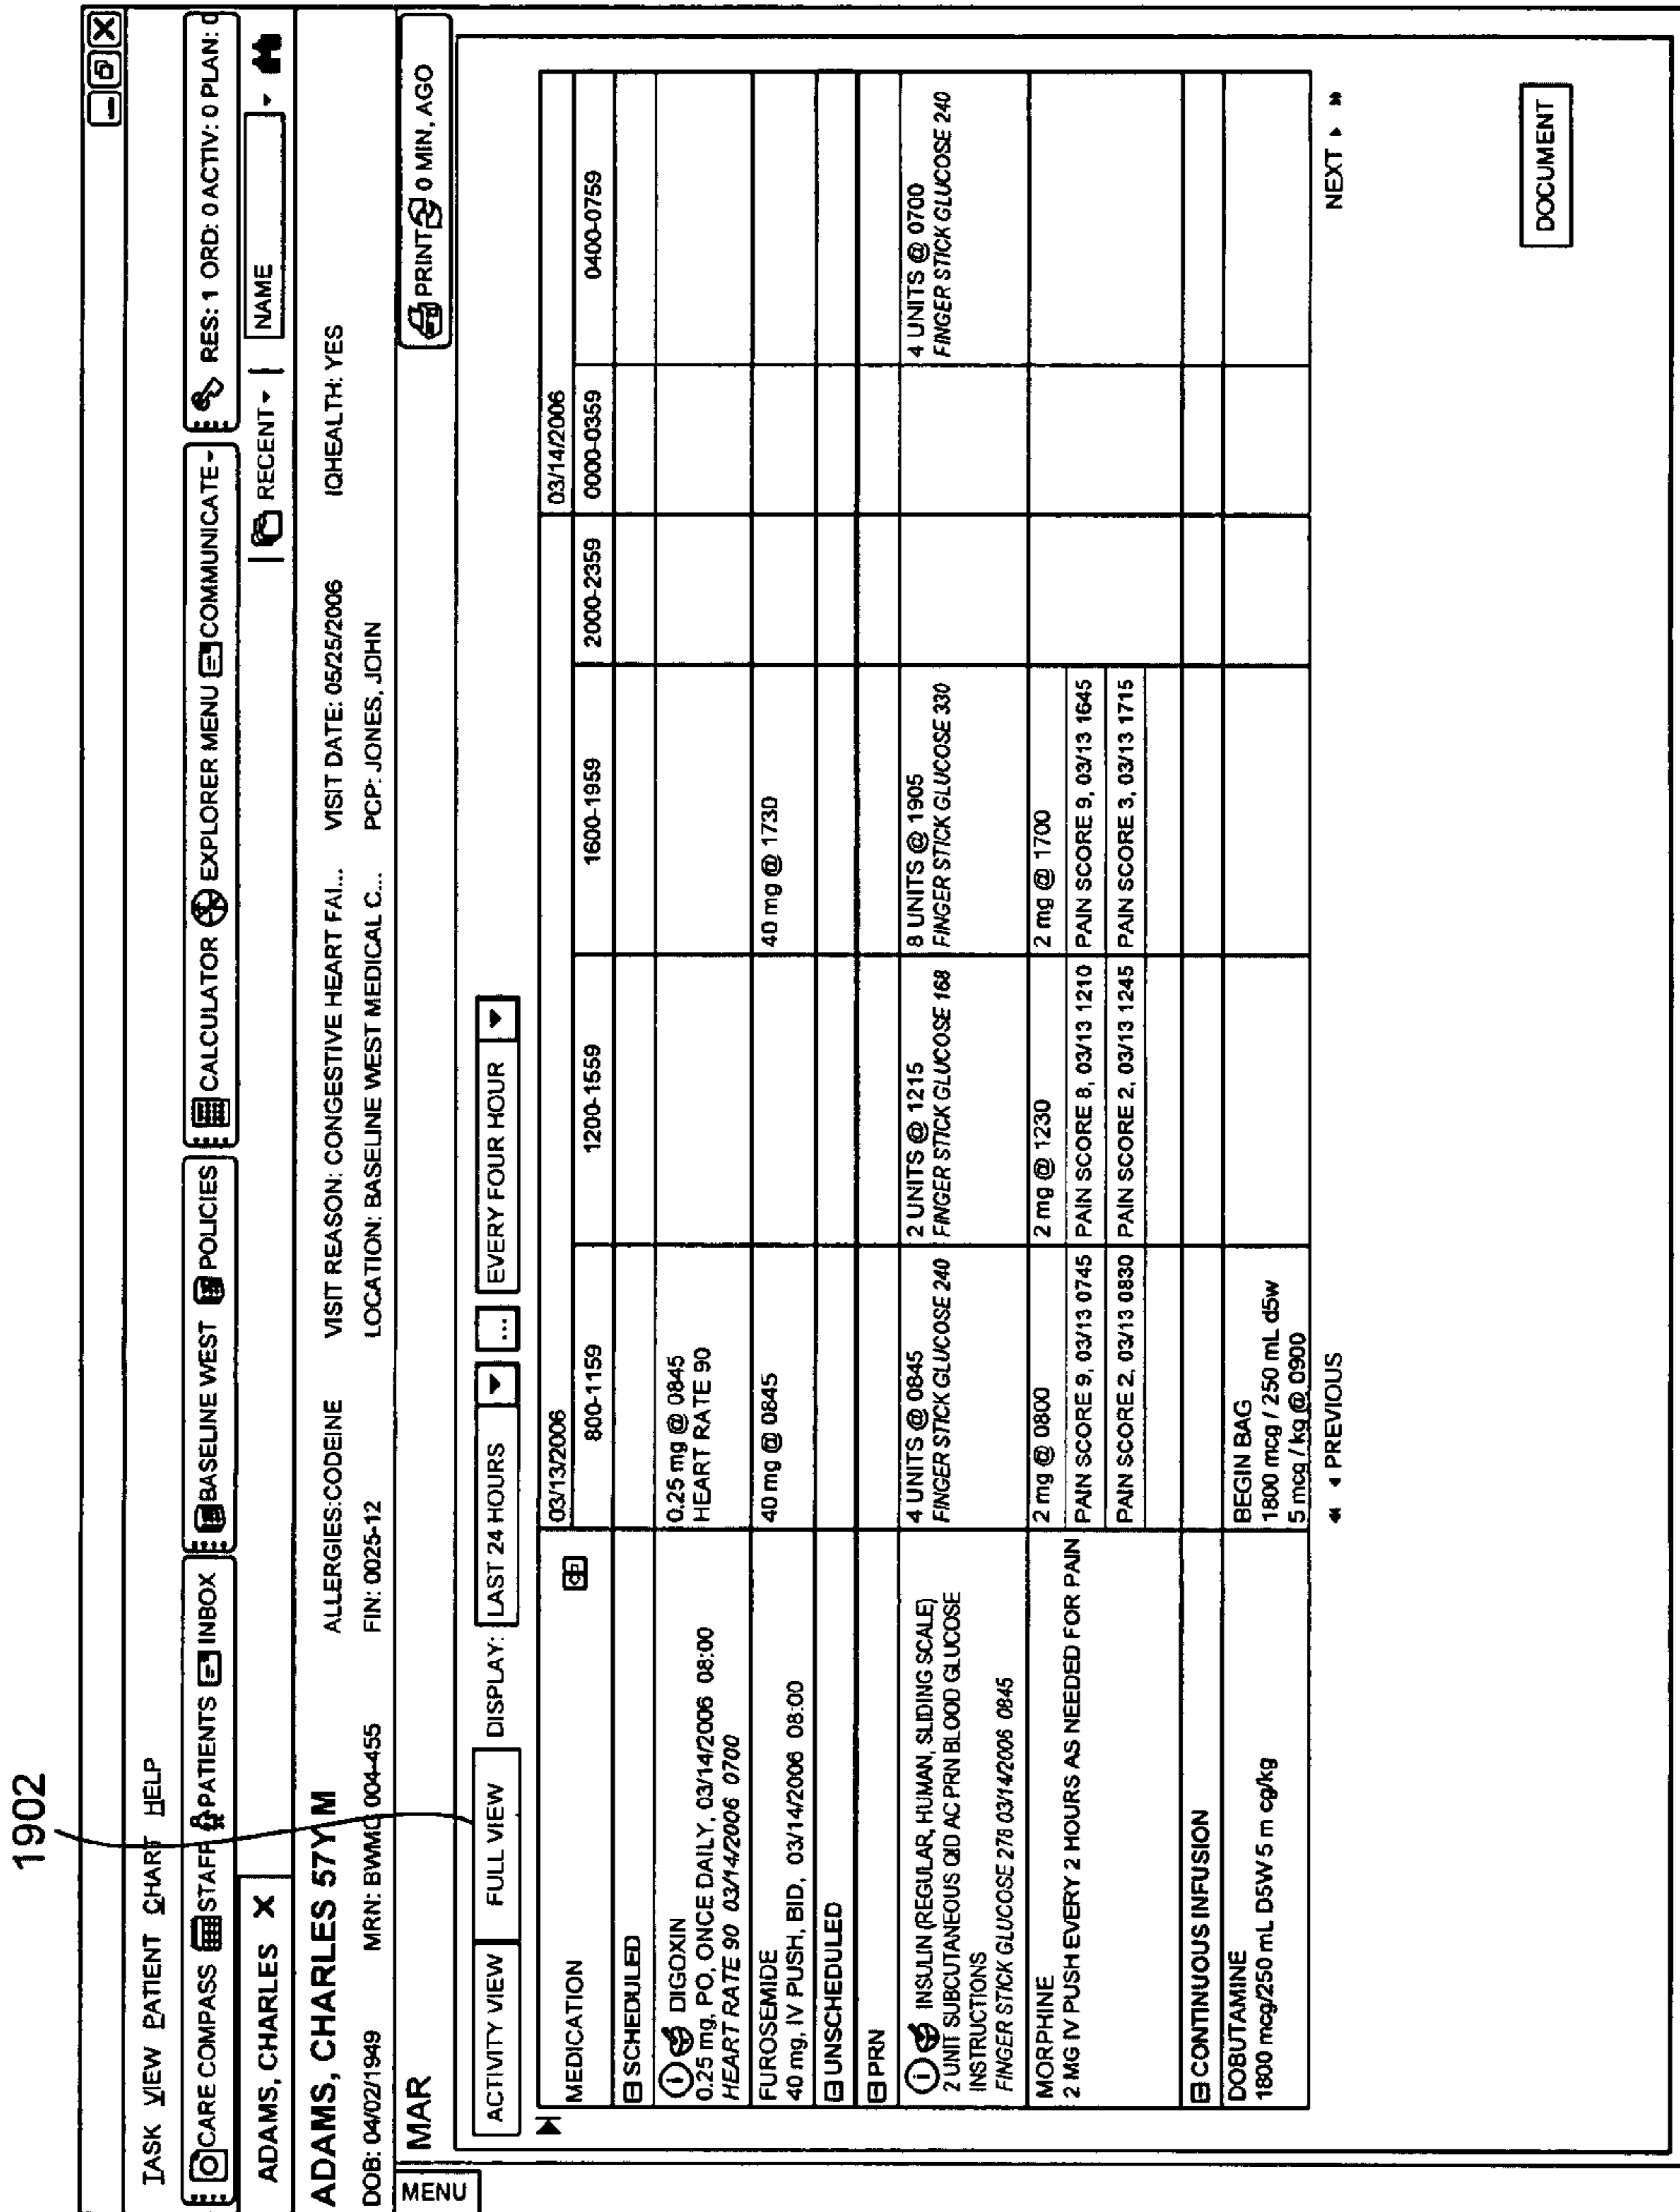 1902
TASK VIEW PATIENT CHART HELP
CARE COMPASS STAFF PATIENTS INBOX BASELINE WEST POLICIES CALCULATOR EXPLORER MENU COMMUNICATE RES: 1 ORD: 0 ACTIV: 0 PLAN: 0
ADAMS, CHARLES X RECENT NAME
ADAMS, CHARLES 57Y M ALLERGIES:CODEINE VISIT REASON: CONGESTIVE HEART FAI... VISIT DATE: 05/25/2006 IQHEALTH: YES
DOB: 04/02/1949 MRN: BWMC 004-455 FIN: 0025-12 LOCATION: BASELINE WEST MEDICAL C... PCP: JONES, JOHN
MENU MAR PRINT 0 MIN, AGO
ACTIVITY VIEW FULL VIEW DISPLAY: LAST 24 HOURS ... EVERY FOUR HOUR
MEDICATION 03/13/2006 03/14/2006
800-1159 1200-1559 1600-1959 2000-2359 0000-0359 0400-0759
SCHEDULED
DIGOXIN
0.25 mg, PO, ONCE DAILY, 03/14/2006 08:00
HEART RATE 90 03/14/2006 0700
0.25 mg @ 0845
HEART RATE 90
FUROSEMIDE
40 mg, IV PUSH, BID, 03/14/2006 08:00
40 mg @ 0845
40 mg @ 1730
UNSCHEDULED
PRN
INSULIN (REGULAR, HUMAN, SLIDING SCALE)
2 UNIT SUBCUTANEOUS QID AC PRN BLOOD GLUCOSE
INSTRUCTIONS
FINGER STICK GLUCOSE 278 03/14/2006 0845
4 UNITS @ 0845
FINGER STICK GLUCOSE 240
2 UNITS @ 1215
FINGER STICK GLUCOSE 168
8 UNITS @ 1905
FINGER STICK GLUCOSE 330
4 UNITS @ 0700
FINGER STICK GLUCOSE 240
MORPHINE
2 MG IV PUSH EVERY 2 HOURS AS NEEDED FOR PAIN
2 mg @ 0800
PAIN SCORE 9, 03/13 0745
PAIN SCORE 2, 03/13 0830
2 mg @ 1230
PAIN SCORE 8, 03/13 1210
PAIN SCORE 2, 03/13 1245
2 mg @ 1700
PAIN SCORE 9, 03/13 1645
PAIN SCORE 3, 03/13 1715
CONTINUOUS INFUSION
DOBUTAMINE
1800 mcg/250 mL D5W 5 m cg/kg
BEGIN BAG
1800 mcg / 250 mL d5w
5 mcg / kg @ 0900
PREVIOUS NEXT
DOCUMENT